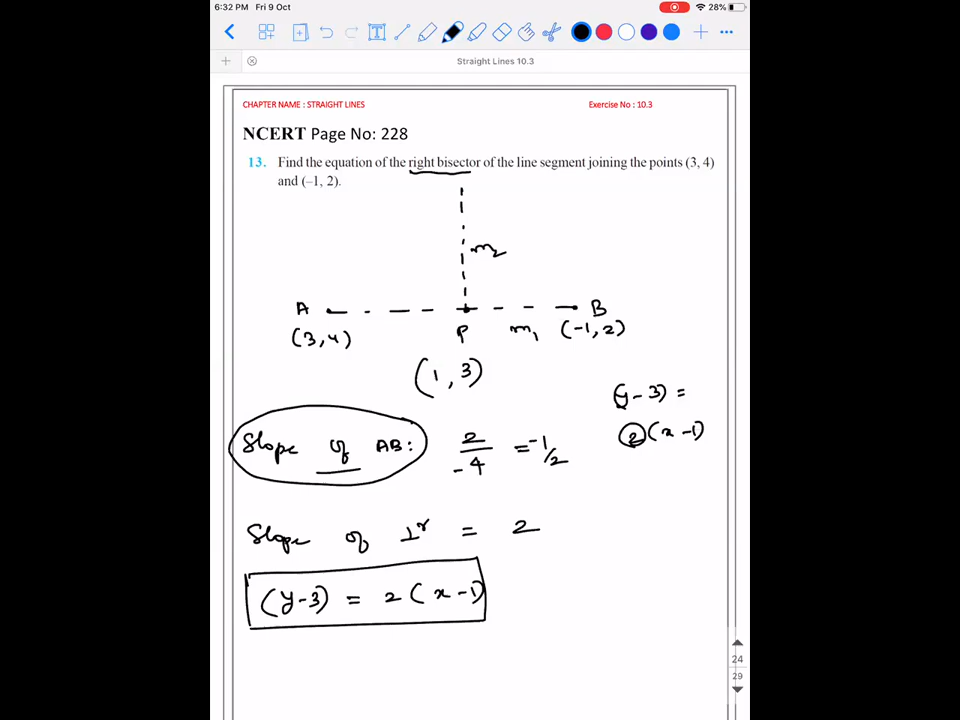 6:32 PM Fri 9 Oct 28%
Straight Lines 10.3
CHAPTER NAME : STRAIGHT LINES Exercise No : 10.3
NCERT Page No: 228
13. Find the equation of the right bisector of the line segment joining the points (3, 4)
and (–1, 2).
m2
A B
(3,4) P m1 (-1,2)
(1,3)
(y-3) =
2(x-1)
Slope of AB: 2/-4 = -1/2
Slope of ⊥r = 2
(y-3) = 2(x-1)
24
29